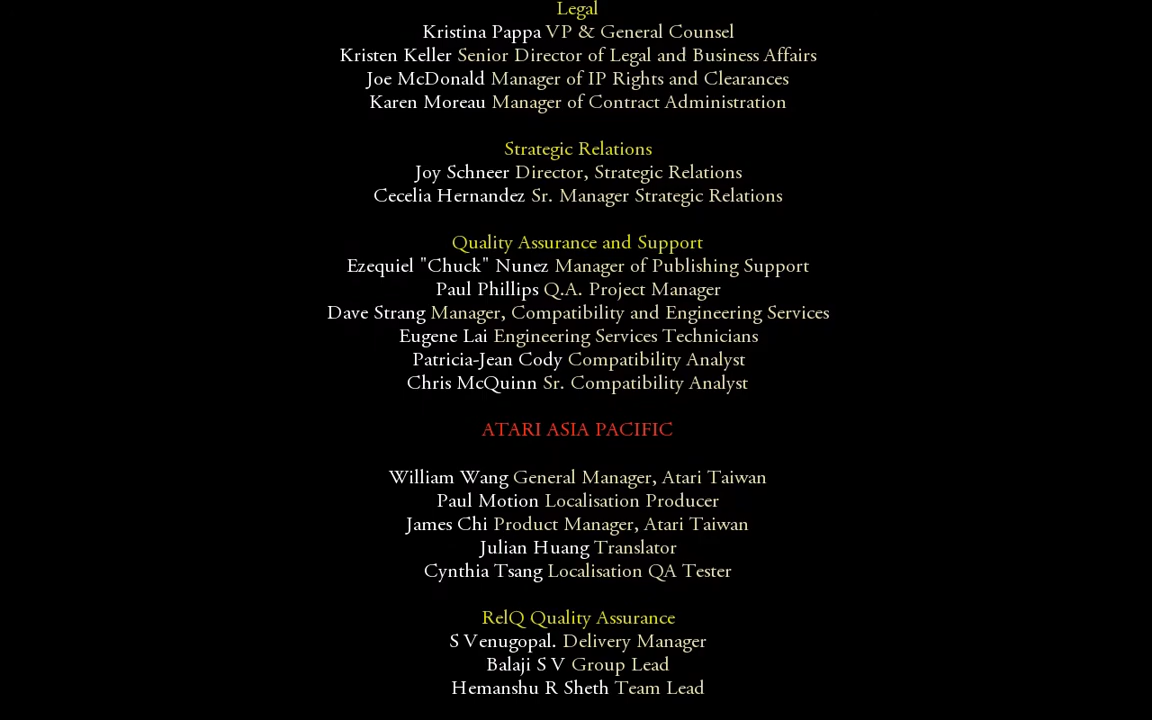 Legal
Kristina Pappa VP & General Counsel
Kristen Keller Senior Director of Legal and Business Affairs
Joe McDonald Manager of IP Rights and Clearances
Karen Moreau Manager of Contract Administration
Strategic Relations
Joy Schneer Director, Strategic Relations
Cecelia Hernandez Sr. Manager Strategic Relations
Quality Assurance and Support
Ezequiel "Chuck" Nunez Manager of Publishing Support
Paul Phillips Q.A. Project Manager
Dave Strang Manager, Compatibility and Engineering Services
Eugene Lai Engineering Services Technicians
Patricia-Jean Cody Compatibility Analyst
Chris McQuinn Sr. Compatibility Analyst
ATARI ASIA PACIFIC
William Wang General Manager, Atari Taiwan
Paul Motion Localisation Producer
James Chi Product Manager, Atari Taiwan
Julian Huang Translator
Cynthia Tsang Localisation QA Tester
RelQ Quality Assurance
S Venugopal. Delivery Manager
Balaji S V Group Lead
Hemanshu R Sheth Team Lead